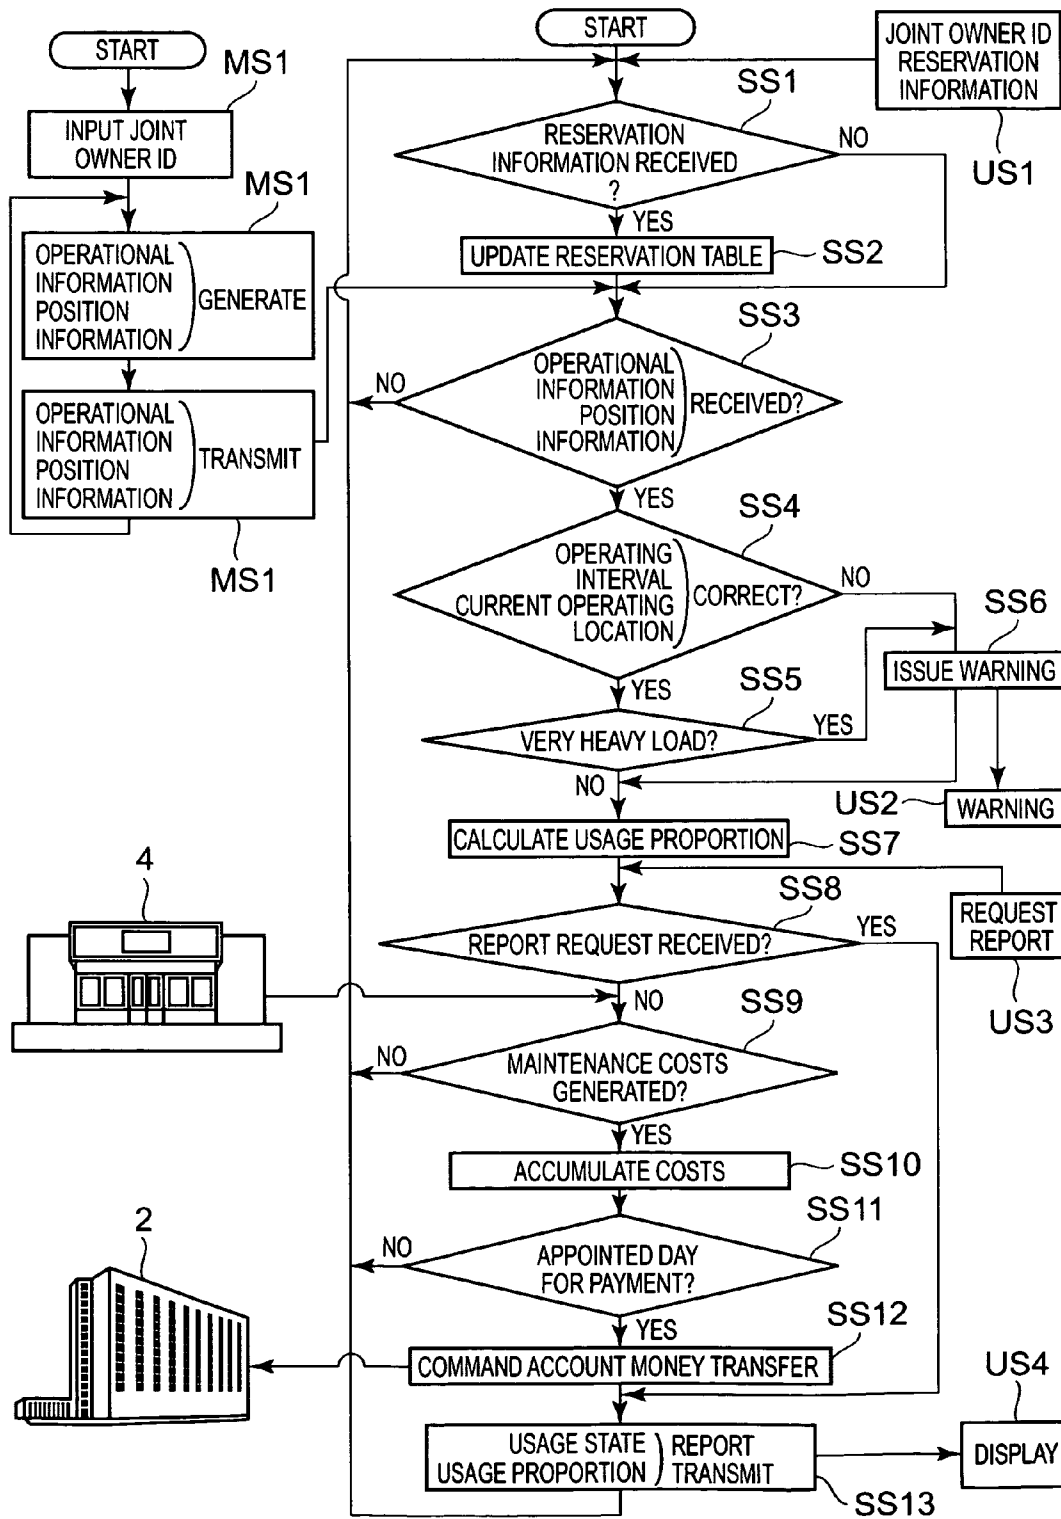 START
MS1
INPUT JOINT
OWNER ID
MS1
OPERATIONAL
INFORMATION
POSITION
INFORMATION
GENERATE
OPERATIONAL
INFORMATION
POSITION
INFORMATION
TRANSMIT
MS1
START
JOINT OWNER ID
RESERVATION
INFORMATION
US1
SS1
RESERVATION
INFORMATION RECEIVED
?
NO
YES
UPDATE RESERVATION TABLE
SS2
SS3
OPERATIONAL
INFORMATION
POSITION
INFORMATION
RECEIVED?
NO
YES
SS4
OPERATING
INTERVAL
CURRENT OPERATING
LOCATION
CORRECT?
NO
SS6
ISSUE WARNING
YES
SS5
VERY HEAVY LOAD?
YES
NO
US2
WARNING
CALCULATE USAGE PROPORTION
SS7
SS8
REPORT REQUEST RECEIVED?
YES
REQUEST
REPORT
US3
NO
4
SS9
MAINTENANCE COSTS
GENERATED?
NO
YES
ACCUMULATE COSTS
SS10
SS11
APPOINTED DAY
FOR PAYMENT?
NO
YES
2
SS12
COMMAND ACCOUNT MONEY TRANSFER
USAGE STATE
USAGE PROPORTION
REPORT
TRANSMIT
SS13
US4
DISPLAY